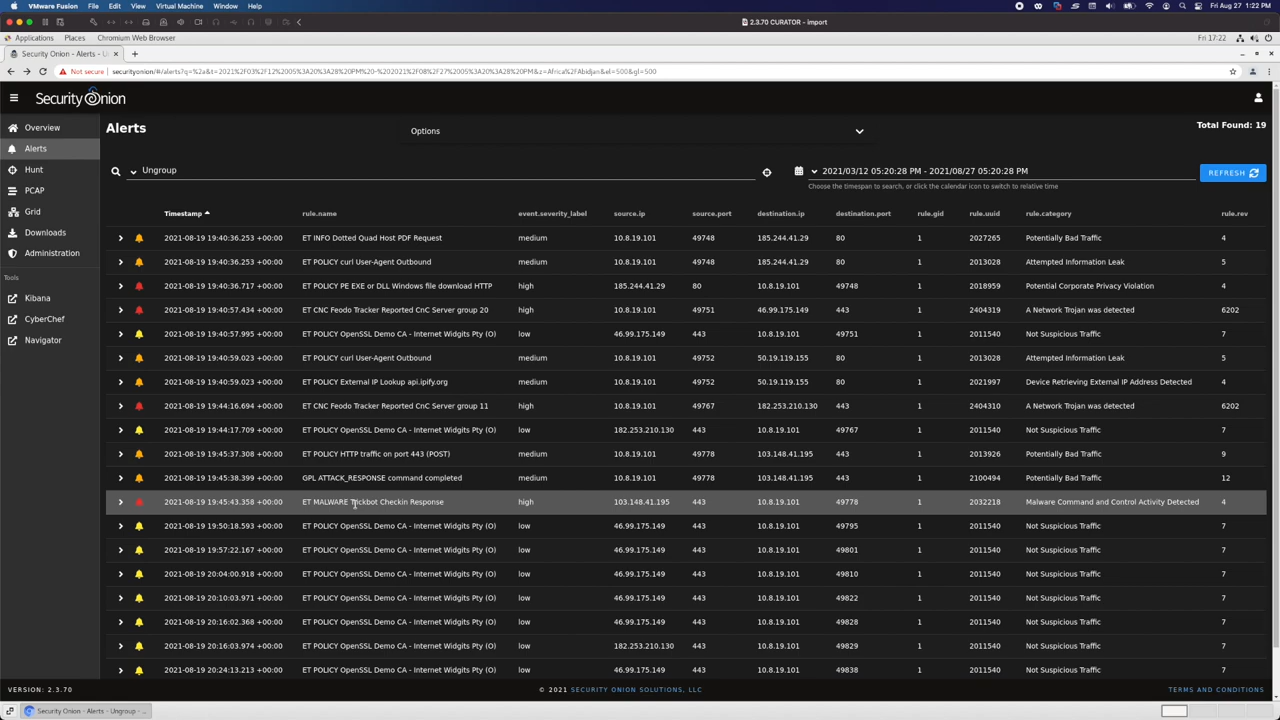 VMware Fusion File Edit View Virtual Machine Window Help Fri Aug 27 1:22 PM
2.3.70 CURATOR - import
Applications Places Chromium Web Browser Fri 17-22
Security Onion - Alerts - U
Not secure securityonion/#/alerts?q=%2a&t=2021%2F03%2F12%2005%3A20%3A28%20PM%20-%202021%2F08%2F27%2005%3A20%3A28%20PM&z=Africa%2FAbidjan&el=500&gl=500
Security Onion
Overview
Alerts
Hunt
PCAP
Grid
Downloads
Administration
Tools
Kibana
CyberChef
Navigator
Alerts Options Total Found: 19
Ungroup 2021/03/12 05:20:28 PM - 2021/08/27 05:20:28 PM REFRESH
Choose the timespan to search, or click the calendar icon to switch to relative time
Timestamp rule.name event.severity_label source.ip source.port destination.ip destination.port rule.gid rule.uuid rule.category rule.rev
2021-08-19 19:40:36.253 +00:00 ET INFO Dotted Quad Host PDF Request medium 10.8.19.101 49748 185.244.41.29 80 1 2027265 Potentially Bad Traffic 4
2021-08-19 19:40:36.253 +00:00 ET POLICY curl User-Agent Outbound medium 10.8.19.101 49748 185.244.41.29 80 1 2013028 Attempted Information Leak 5
2021-08-19 19:40:36.717 +00:00 ET POLICY PE EXE or DLL Windows file download HTTP high 185.244.41.29 80 10.8.19.101 49748 1 2018959 Potential Corporate Privacy Violation 4
2021-08-19 19:40:57.434 +00:00 ET CNC Feodo Tracker Reported CnC Server group 20 high 10.8.19.101 49751 46.99.175.149 443 1 2404319 A Network Trojan was detected 6202
2021-08-19 19:40:57.995 +00:00 ET POLICY OpenSSL Demo CA - Internet Widgits Pty (O) low 46.99.175.149 443 10.8.19.101 49751 1 2011540 Not Suspicious Traffic 7
2021-08-19 19:40:59.023 +00:00 ET POLICY curl User-Agent Outbound medium 10.8.19.101 49752 50.19.119.155 80 1 2013028 Attempted Information Leak 5
2021-08-19 19:40:59.023 +00:00 ET POLICY External IP Lookup api.ipify.org medium 10.8.19.101 49752 50.19.119.155 80 1 2021997 Device Retrieving External IP Address Detected 4
2021-08-19 19:44:16.694 +00:00 ET CNC Feodo Tracker Reported CnC Server group 11 high 10.8.19.101 49767 182.253.210.130 443 1 2404310 A Network Trojan was detected 6202
2021-08-19 19:44:17.709 +00:00 ET POLICY OpenSSL Demo CA - Internet Widgits Pty (O) low 182.253.210.130 443 10.8.19.101 49767 1 2011540 Not Suspicious Traffic 7
2021-08-19 19:45:37.308 +00:00 ET POLICY HTTP traffic on port 443 (POST) medium 10.8.19.101 49778 103.148.41.195 443 1 2013926 Potentially Bad Traffic 9
2021-08-19 19:45:38.399 +00:00 GPL ATTACK_RESPONSE command completed medium 10.8.19.101 49778 103.148.41.195 443 1 2100494 Potentially Bad Traffic 12
2021-08-19 19:45:43.358 +00:00 ET MALWARE Trickbot Checkin Response high 103.148.41.195 443 10.8.19.101 49778 1 2032218 Malware Command and Control Activity Detected 4
2021-08-19 19:50:18.593 +00:00 ET POLICY OpenSSL Demo CA - Internet Widgits Pty (O) low 46.99.175.149 443 10.8.19.101 49795 1 2011540 Not Suspicious Traffic 7
2021-08-19 19:57:22.167 +00:00 ET POLICY OpenSSL Demo CA - Internet Widgits Pty (O) low 46.99.175.149 443 10.8.19.101 49801 1 2011540 Not Suspicious Traffic 7
2021-08-19 20:04:00.918 +00:00 ET POLICY OpenSSL Demo CA - Internet Widgits Pty (O) low 46.99.175.149 443 10.8.19.101 49810 1 2011540 Not Suspicious Traffic 7
2021-08-19 20:10:03.971 +00:00 ET POLICY OpenSSL Demo CA - Internet Widgits Pty (O) low 46.99.175.149 443 10.8.19.101 49822 1 2011540 Not Suspicious Traffic 7
2021-08-19 20:16:02.368 +00:00 ET POLICY OpenSSL Demo CA - Internet Widgits Pty (O) low 46.99.175.149 443 10.8.19.101 49828 1 2011540 Not Suspicious Traffic 7
2021-08-19 20:16:03.974 +00:00 ET POLICY OpenSSL Demo CA - Internet Widgits Pty (O) low 182.253.210.130 443 10.8.19.101 49829 1 2011540 Not Suspicious Traffic 7
2021-08-19 20:24:13.213 +00:00 ET POLICY OpenSSL Demo CA - Internet Widgits Pty (O) low 46.99.175.149 443 10.8.19.101 49838 1 2011540 Not Suspicious Traffic 7
VERSION: 2.3.70 © 2021 SECURITY ONION SOLUTIONS, LLC TERMS AND CONDITIONS
Security Onion - Alerts - Ungroup - ...